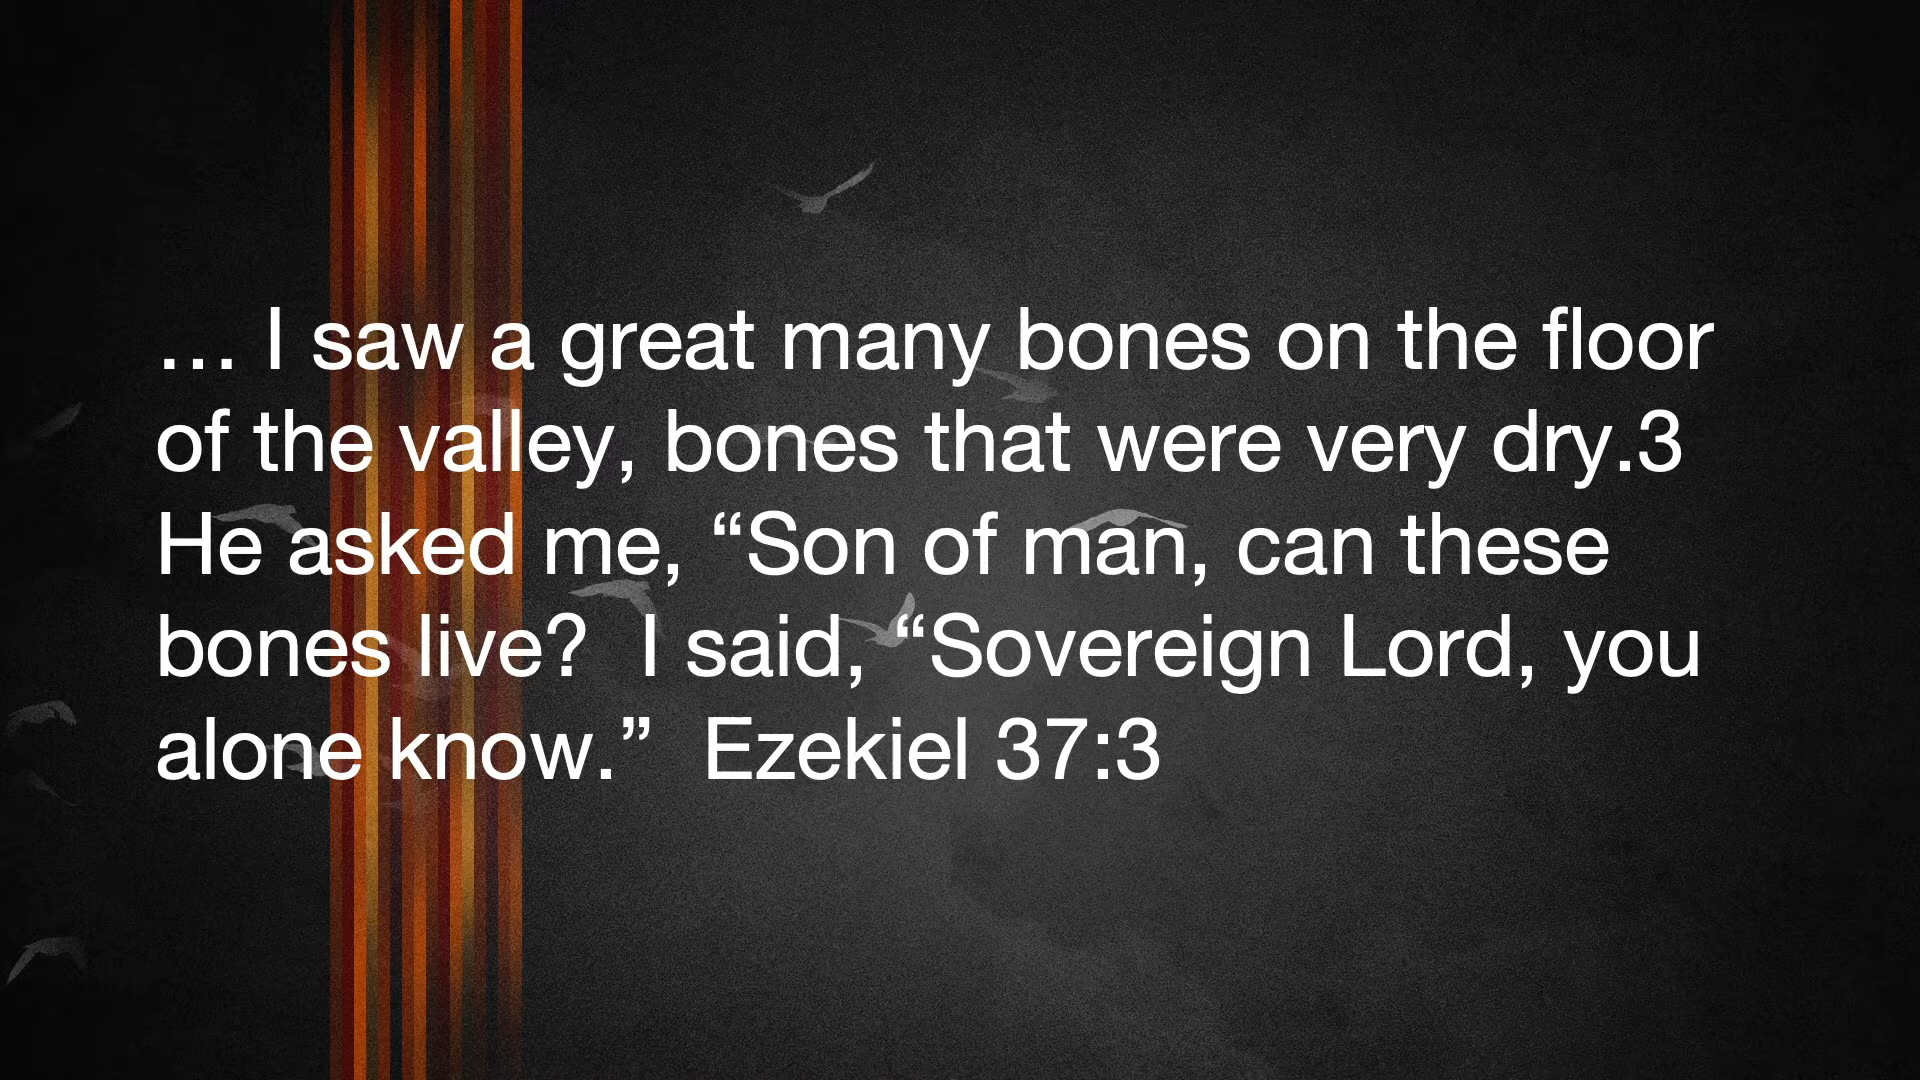 … I saw a great many bones on the floor
of the valley, bones that were very dry.3
He asked me, “Son of man, can these
bones live?  I said, “Sovereign Lord, you
alone know.”  Ezekiel 37:3